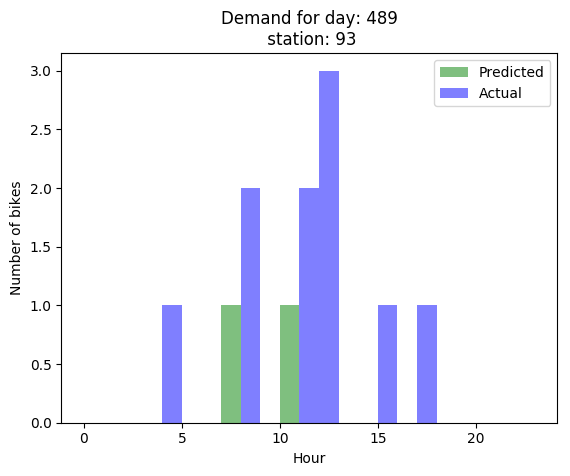 Demand for day: 489
station: 93
Predicted
Actual
Number of bikes
3.0
2.5
2.0
1.5
1.0
0.5
0.0
0 5 10 15 20
Hour